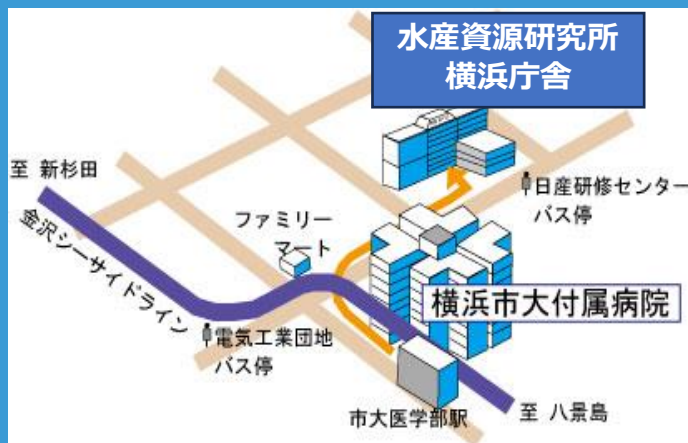 水産資源研究所
横浜庁舎
至 新杉田
日産研修センター
バス停
金沢シーサイドライン
ファミリー
マート
横浜市大付属病院
電気工業団地
バス停
市大医学部駅
至 八景島